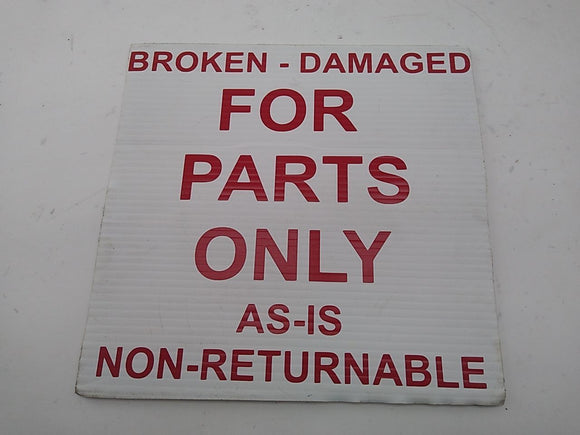 BROKEN - DAMAGED
FOR
PARTS
ONLY
AS-IS
NON-RETURNABLE